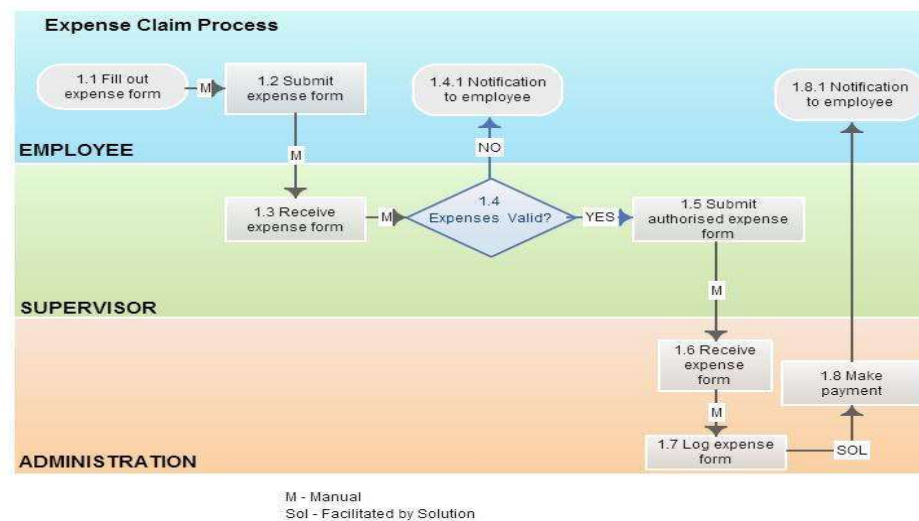 Expense Claim Process
1.1 Fill out
expense form
M
1.2 Submit
expense form
1.4.1 Notification
to employee
1.8.1 Notification
to employee
NO
EMPLOYEE
M
1.3 Receive
expense form
M
1.4
Expenses Valid?
YES
1.5 Submit
authorised expense
form
SUPERVISOR
M
1.6 Receive
expense
form
1.8 Make
payment
M
1.7 Log expense
form
SOL
ADMINISTRATION
M - Manual
Sol - Facilitated by Solution